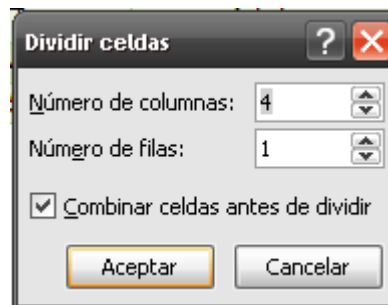 Dividir celdas
Número de columnas: 4
Número de filas: 1
Combinar celdas antes de dividir
Aceptar Cancelar